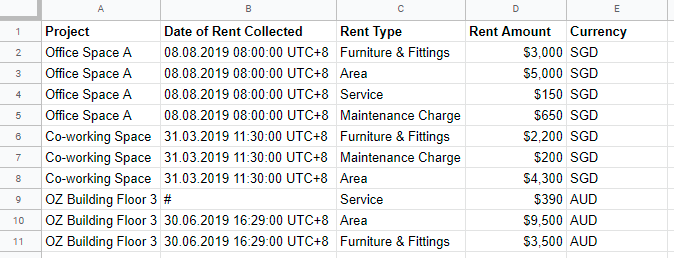 A B C D E
1 Project Date of Rent Collected Rent Type Rent Amount Currency
2 Office Space A 08.08.2019 08:00:00 UTC+8 Furniture & Fittings $3,000 SGD
3 Office Space A 08.08.2019 08:00:00 UTC+8 Area $5,000 SGD
4 Office Space A 08.08.2019 08:00:00 UTC+8 Service $150 SGD
5 Office Space A 08.08.2019 08:00:00 UTC+8 Maintenance Charge $650 SGD
6 Co-working Space 31.03.2019 11:30:00 UTC+8 Furniture & Fittings $2,200 SGD
7 Co-working Space 31.03.2019 11:30:00 UTC+8 Maintenance Charge $200 SGD
8 Co-working Space 31.03.2019 11:30:00 UTC+8 Area $4,300 SGD
9 OZ Building Floor 3 # Service $390 AUD
10 OZ Building Floor 3 30.06.2019 16:29:00 UTC+8 Area $9,500 AUD
11 OZ Building Floor 3 30.06.2019 16:29:00 UTC+8 Furniture & Fittings $3,500 AUD